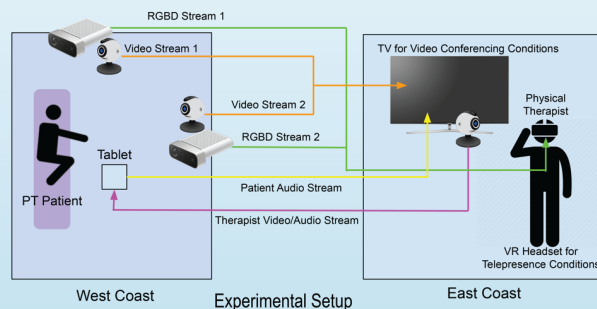 RGBD Stream 1
Video Stream 1
TV for Video Conferencing Conditions
Video Stream 2
RGBD Stream 2
Physical
Therapist
Tablet
PT Patient
Patient Audio Stream
Therapist Video/Audio Stream
VR Headset for
Telepresence Conditions
West Coast
Experimental Setup
East Coast